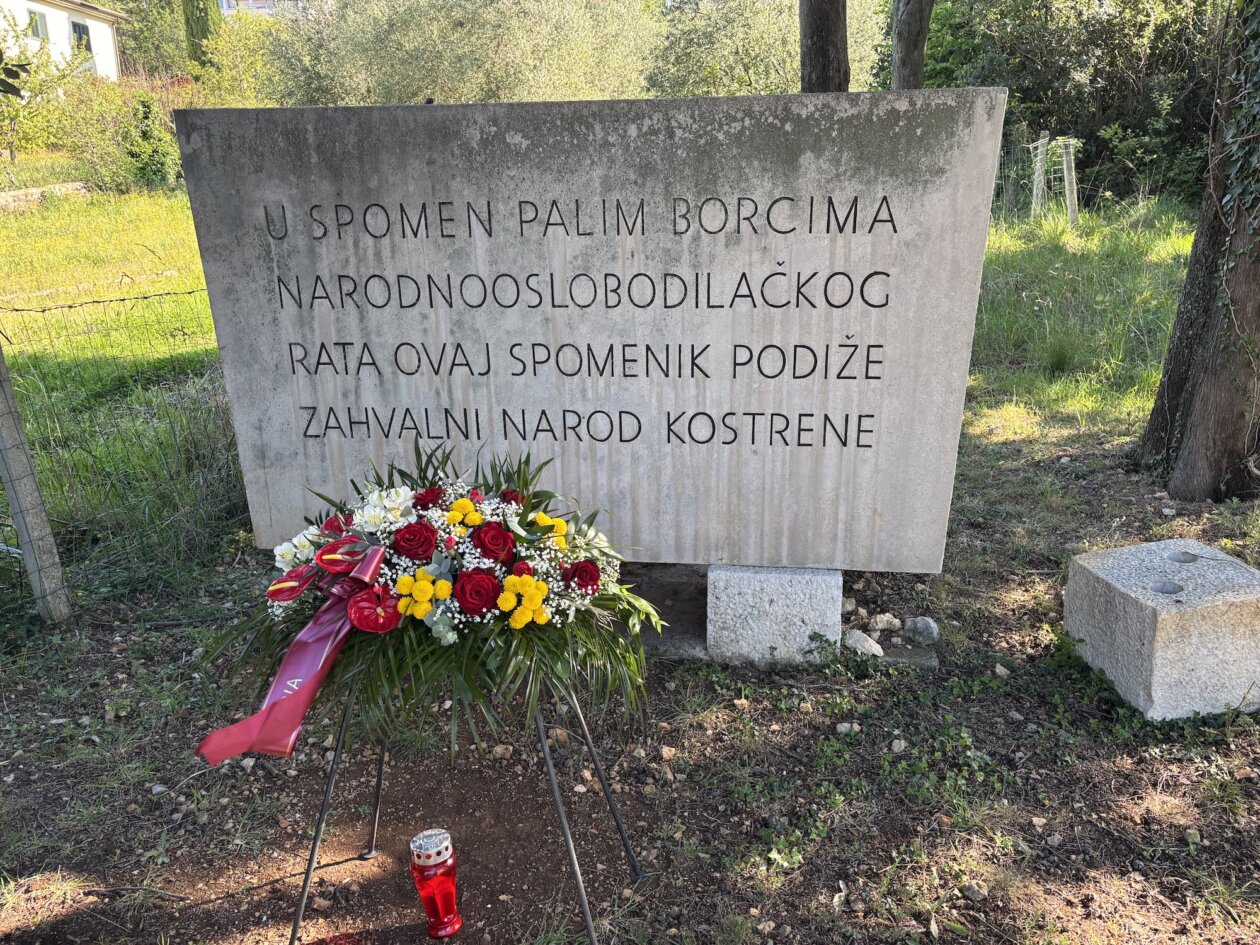 U SPOMEN PALIM BORCIMA
NARODNOOSLOBODILAČKOG
RATA OVAJ SPOMENIK PODIŽE
ZAHVALNI NAROD KOSTRENE